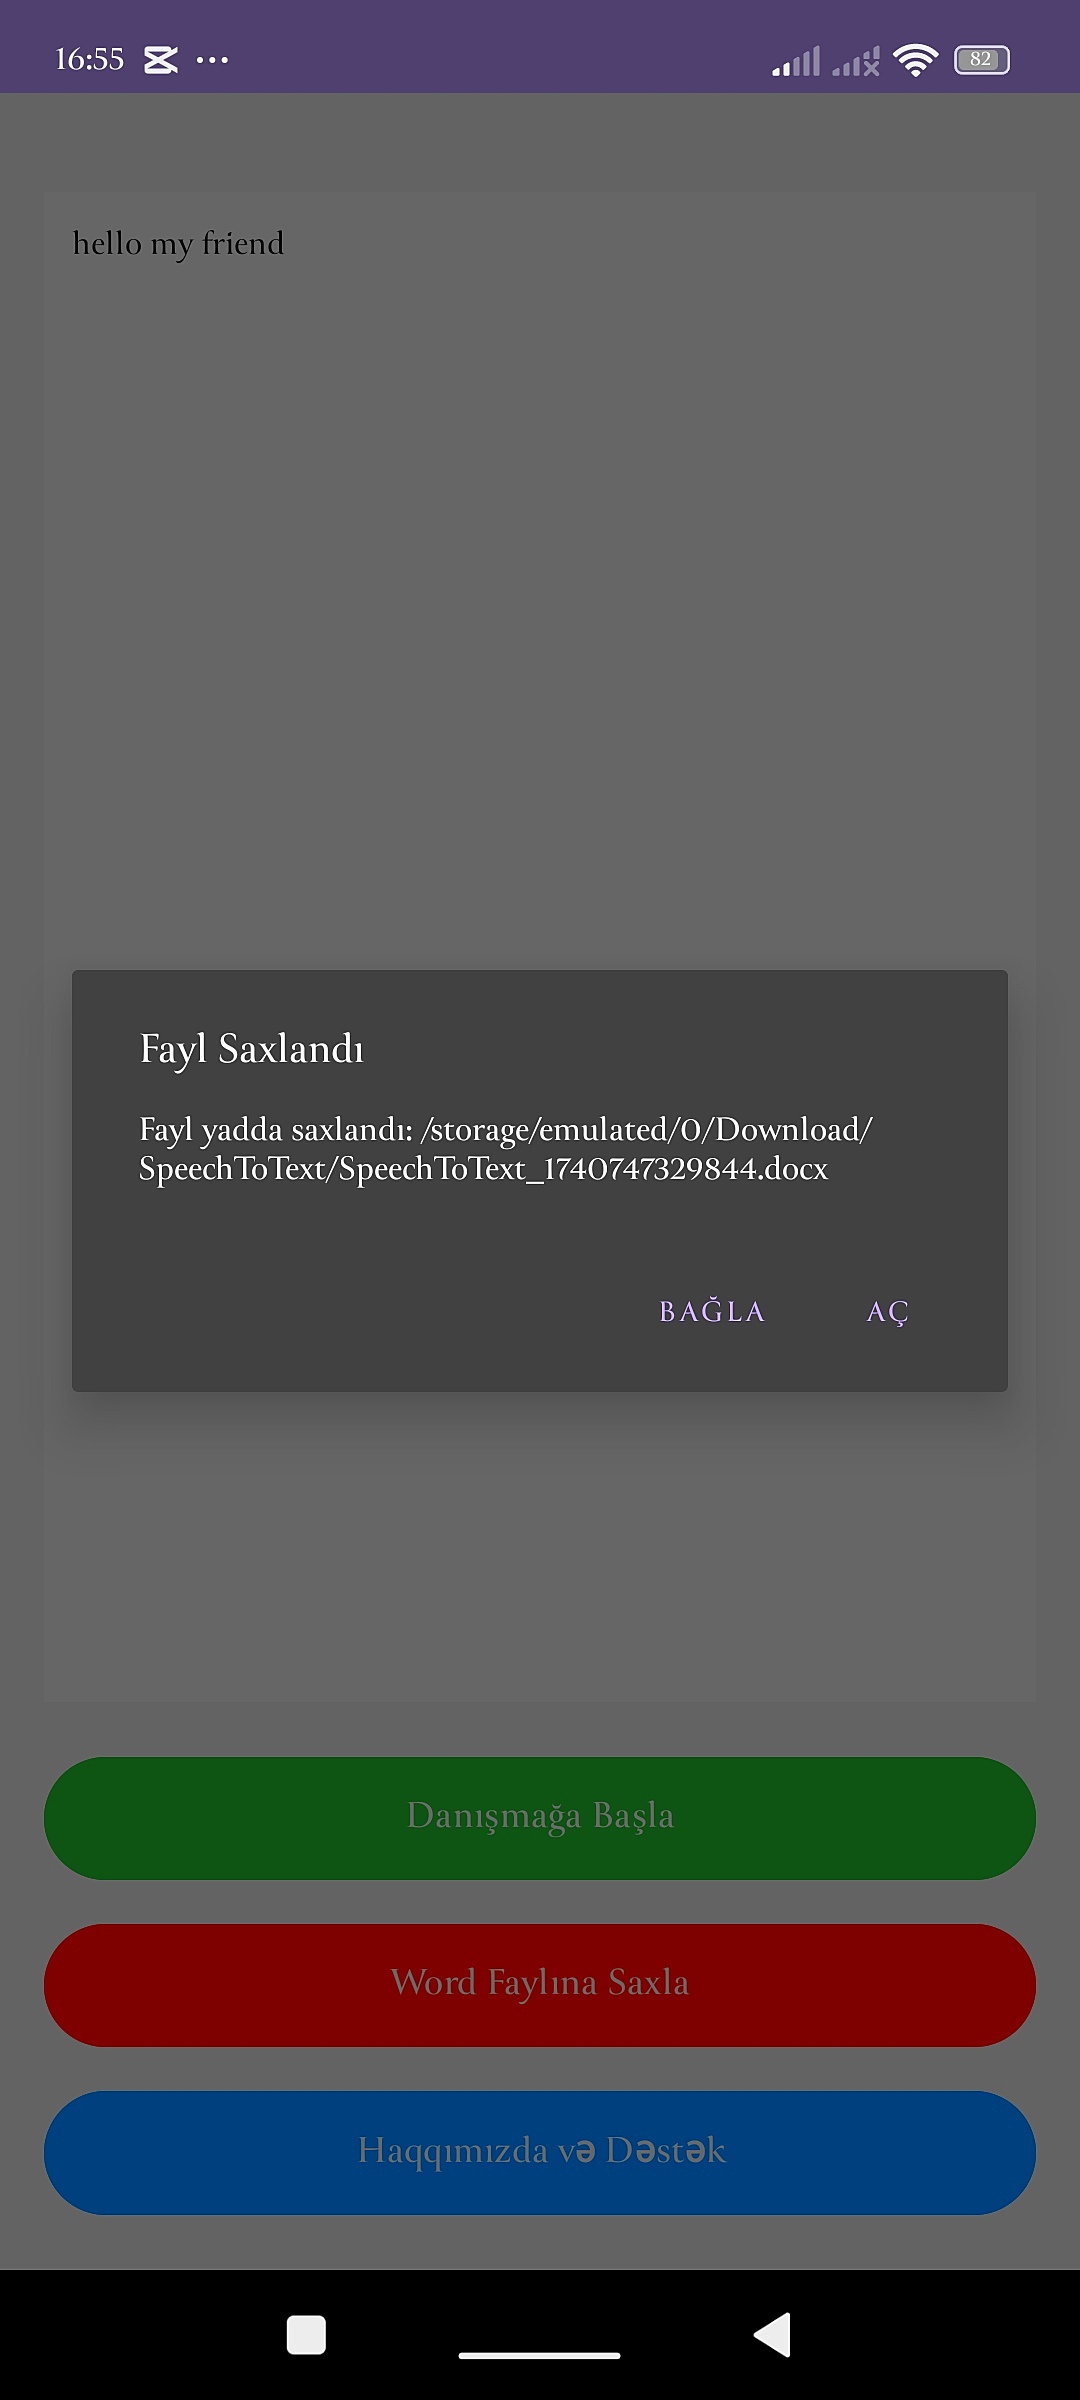 16:55
82
hello my friend
Fayl Saxlandı
Fayl yadda saxlandı: /storage/emulated/0/Download/
SpeechToText/SpeechToText_1740747329844.docx
BAĞLA AÇ
Danışmağa Başla
Word Faylına Saxla
Haqqımızda və Dəstək